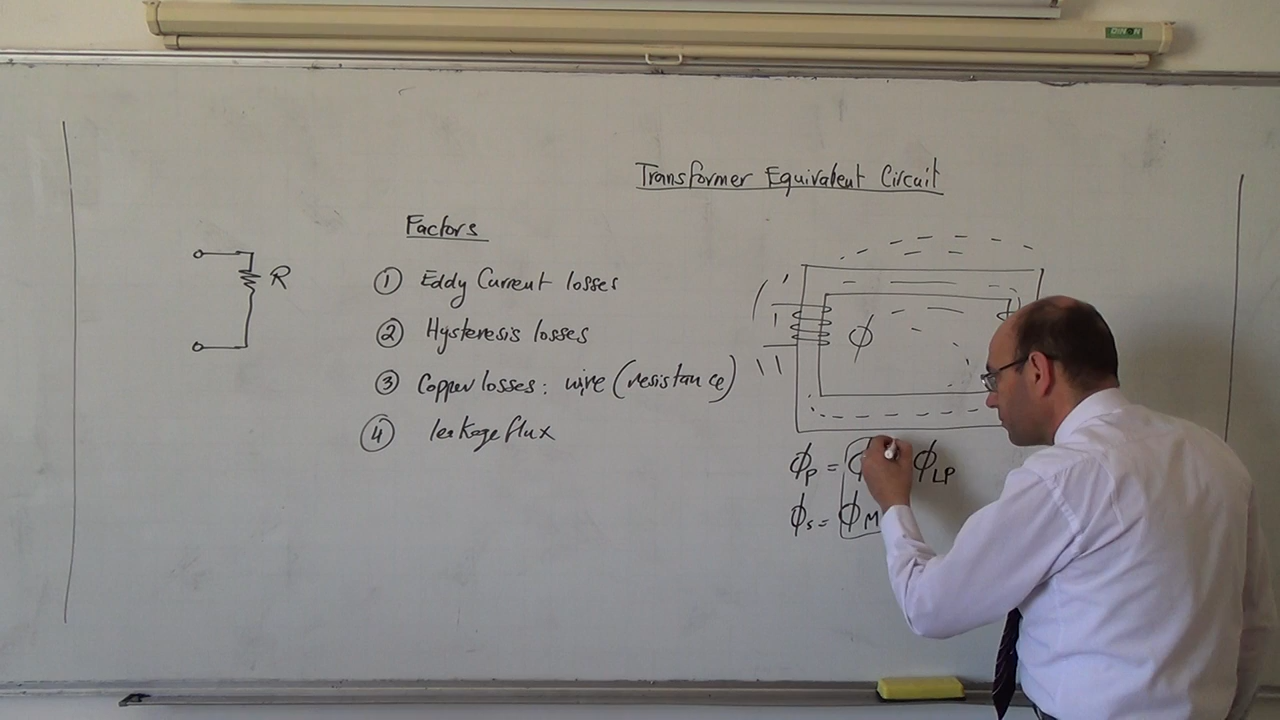 DINON
Transformer Equivalent Circuit
Factors
① Eddy Current losses
② Hysteresis losses
③ Copper losses: wire (resistance)
④ leakage flux
R
ϕ
ϕP = ϕ ϕLP
ϕs = ϕM